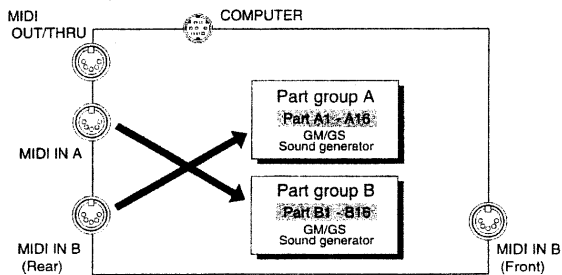 MIDI
OUT/THRU
COMPUTER
MIDI IN A
MIDI IN B
(Rear)
Part group A
Part A1 - A16
GM/GS
Sound generator
Part group B
Part B1 - B16
GM/GS
Sound generator
MIDI IN B
(Front)